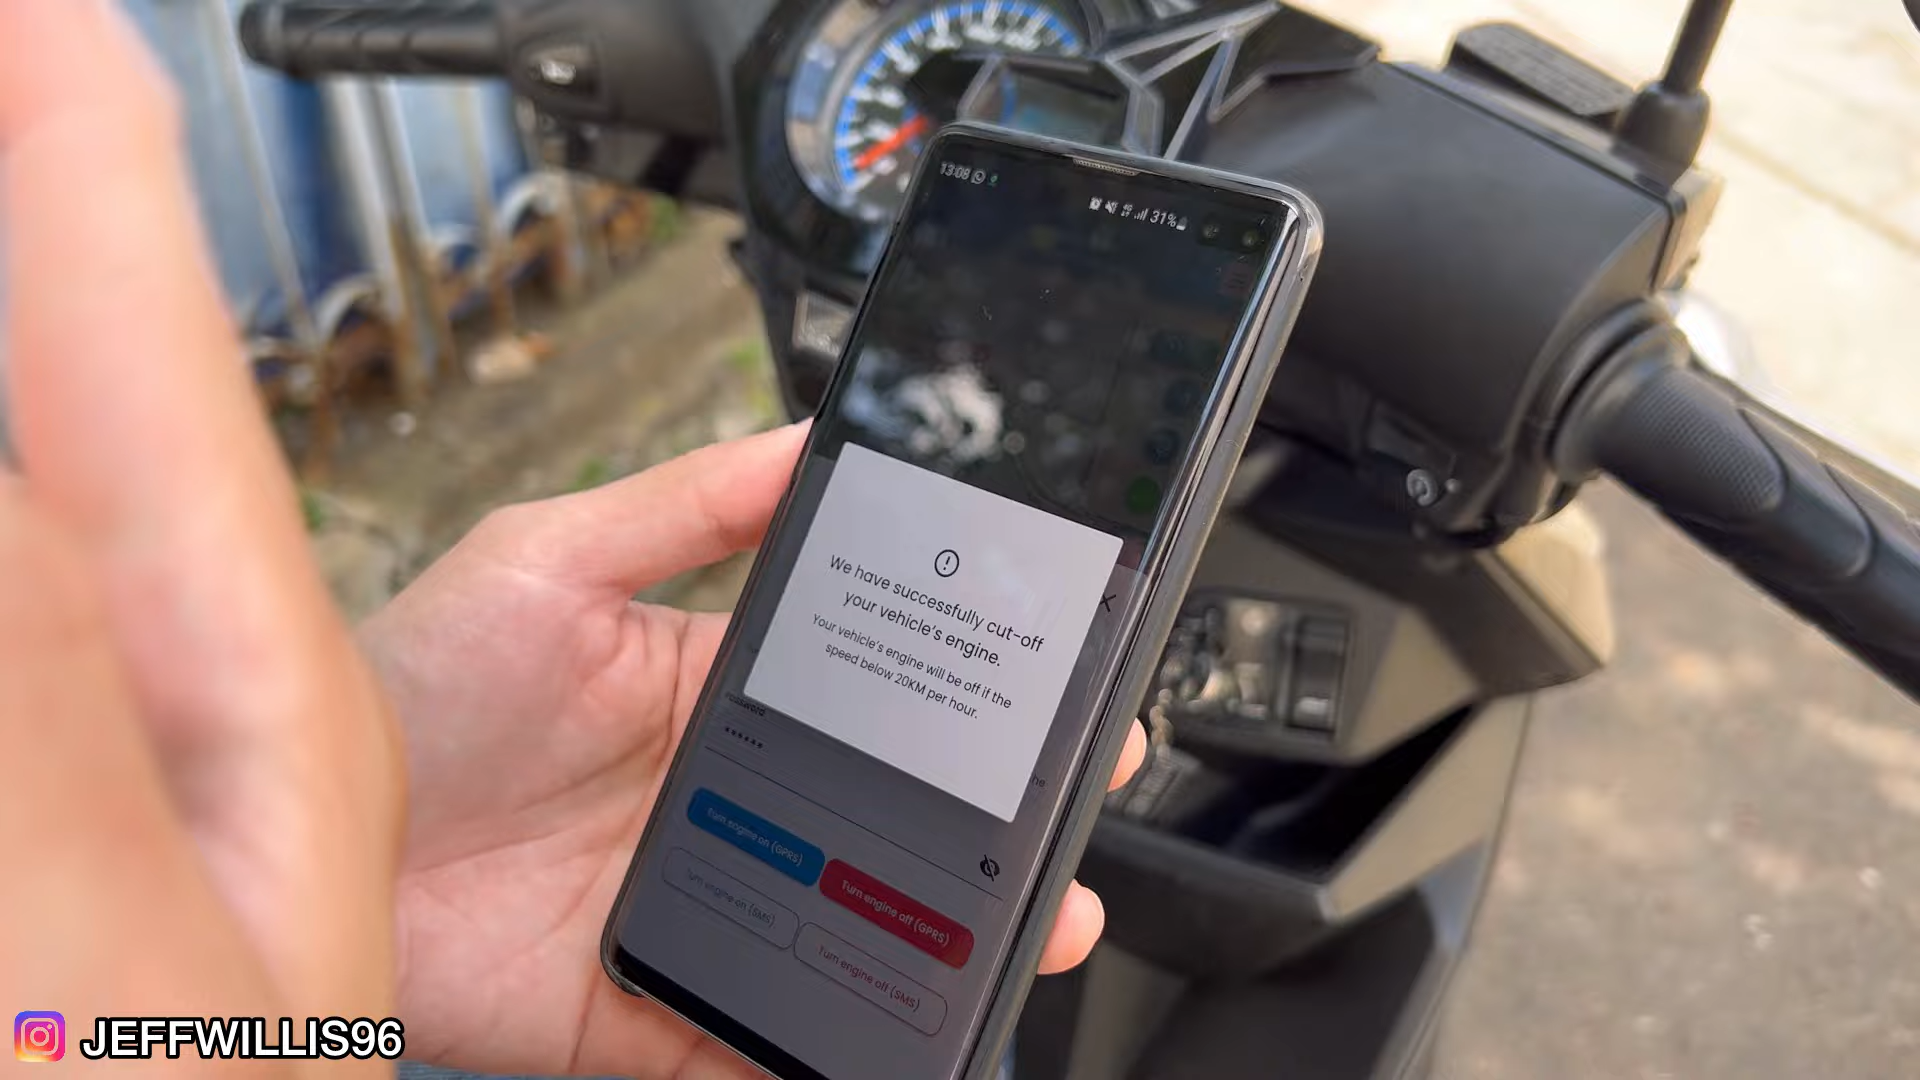 13:08
31%
We have successfully cut-off
your vehicle's engine.
Your vehicle's engine will be off if the
speed below 20KM per hour.
Password
******
he
Turn engine on (GPRS)
Turn engine off (GPRS)
Turn engine on (SMS)
Turn engine off (SMS)
JEFFWILLIS96